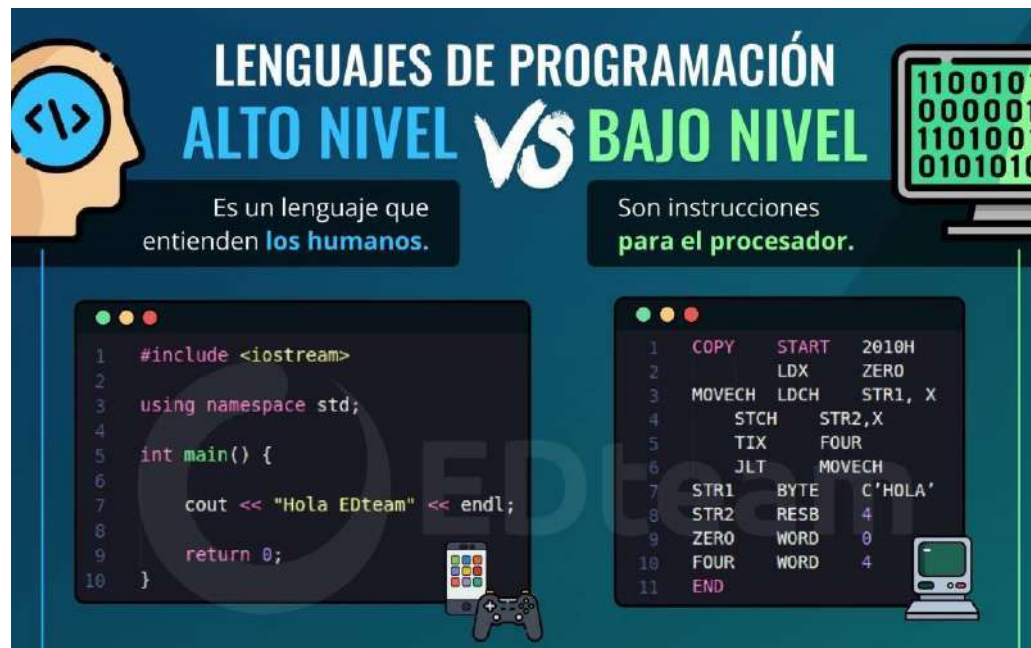 LENGUAJES DE PROGRAMACIÓN
ALTO NIVEL VS BAJO NIVEL
Es un lenguaje que
entienden los humanos.
Son instrucciones
para el procesador.
</>
1100101
000001
1101001
0101010
1 #include <iostream>
2
3 using namespace std;
4
5 int main() {
6
7 cout << "Hola EDteam" << endl;
8
9 return 0;
10 }
1 COPY START 2010H
2 LDX ZERO
3 MOVECH LDCH STR1, X
4 STCH STR2,X
5 TIX FOUR
6 JLT MOVECH
7 STR1 BYTE C'HOLA'
8 STR2 RESB 4
9 ZERO WORD 0
10 FOUR WORD 4
11 END
EDteam